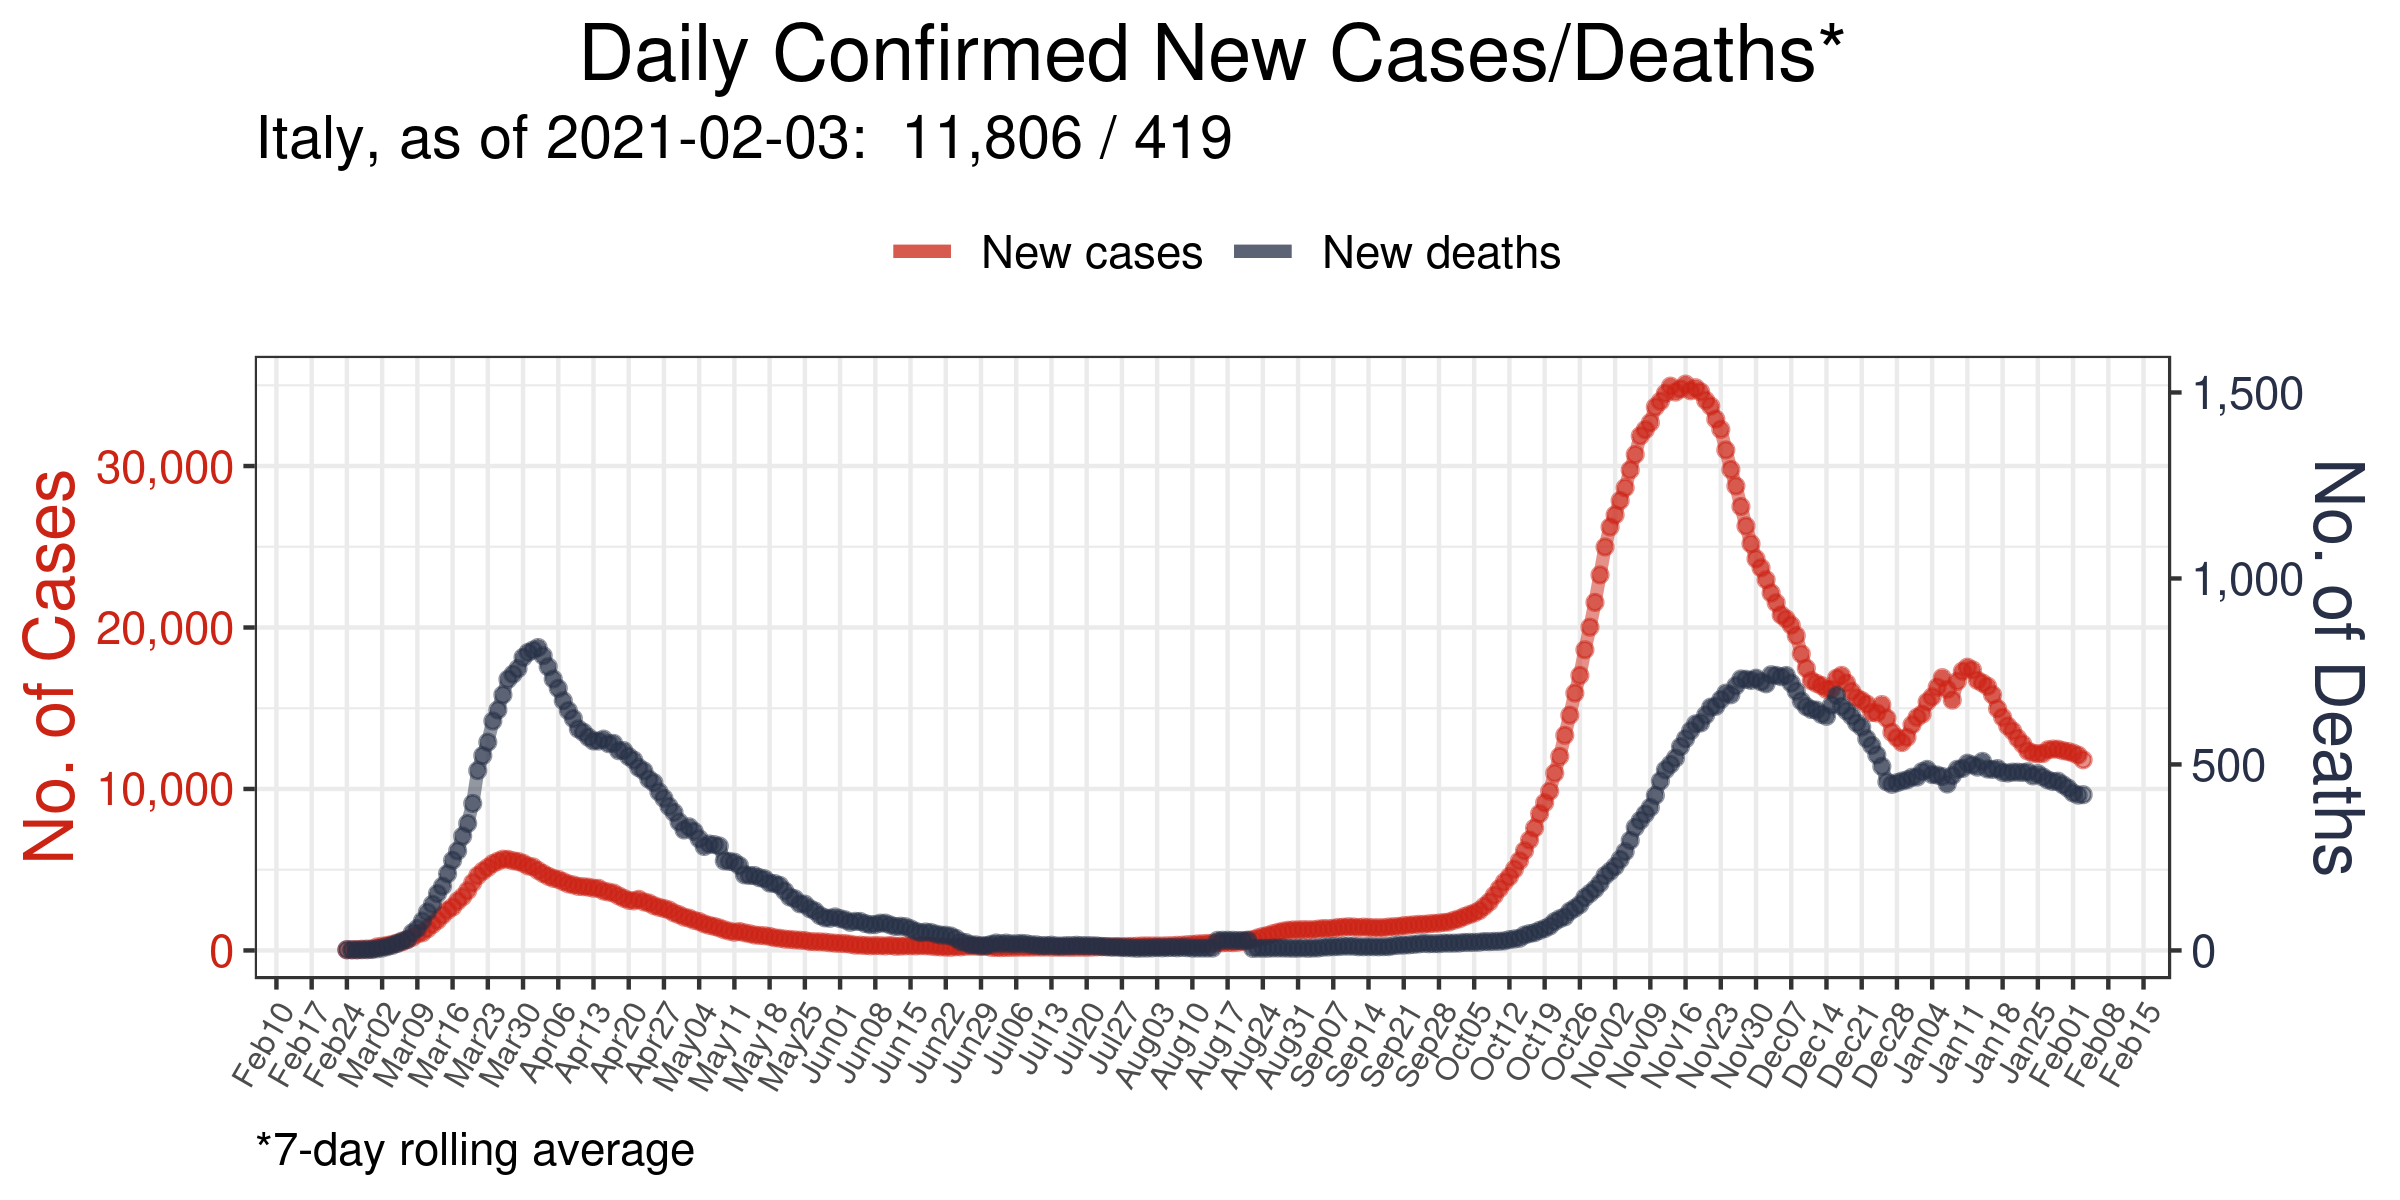 Daily Confirmed New Cases/Deaths*
Italy, as of 2021-02-03:  11,806 / 419
New cases
New deaths
No. of Cases
30,000
20,000
10,000
0
1,500
1,000
500
0
No. of Deaths
Feb10
Feb17
Feb24
Mar02
Mar09
Mar16
Mar23
Mar30
Apr06
Apr13
Apr20
Apr27
May04
May11
May18
May25
Jun01
Jun08
Jun15
Jun22
Jun29
Jul06
Jul13
Jul20
Jul27
Aug03
Aug10
Aug17
Aug24
Aug31
Sep07
Sep14
Sep21
Sep28
Oct05
Oct12
Oct19
Oct26
Nov02
Nov09
Nov16
Nov23
Nov30
Dec07
Dec14
Dec21
Dec28
Jan04
Jan11
Jan18
Jan25
Feb01
Feb08
Feb15
*7-day rolling average